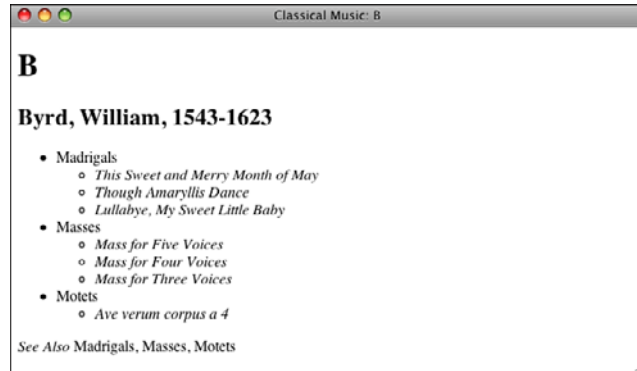 Classical Music: B
B
Byrd, William, 1543-1623
Madrigals
This Sweet and Merry Month of May
Though Amaryllis Dance
Lullabye, My Sweet Little Baby
Masses
Mass for Five Voices
Mass for Four Voices
Mass for Three Voices
Motets
Ave verum corpus a 4
See Also Madrigals, Masses, Motets